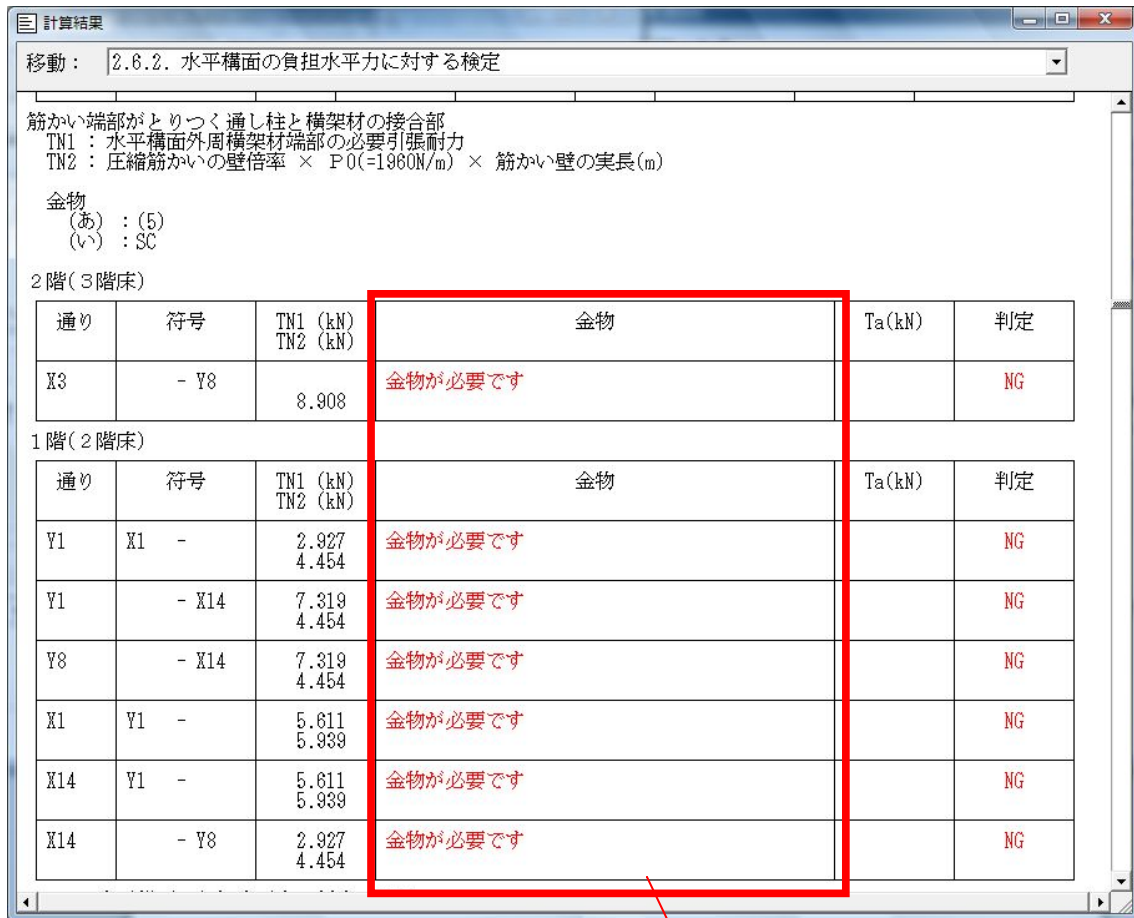 計算結果
移動： 2.6.2. 水平構面の負担水平力に対する検定
筋かい端部がとりつく通し柱と横架材の接合部
TN1 : 水平構面外周横架材端部の必要引張耐力
TN2 : 圧縮筋かいの壁倍率 × P0(=1960N/m) × 筋かい壁の実長(m)
金物
(あ) : (5)
(い) : SC
2階(3階床)
通り 符号 TN1 (kN) 金物 Ta(kN) 判定
TN2 (kN)
X3 - Y8 金物が必要です NG
8.908
1階(2階床)
通り 符号 TN1 (kN) 金物 Ta(kN) 判定
TN2 (kN)
Y1 X1 - 2.927 金物が必要です NG
4.454
Y1 - X14 7.319 金物が必要です NG
4.454
Y8 - X14 7.319 金物が必要です NG
4.454
X1 Y1 - 5.611 金物が必要です NG
5.939
X14 Y1 - 5.611 金物が必要です NG
5.939
X14 - Y8 2.927 金物が必要です NG
4.454